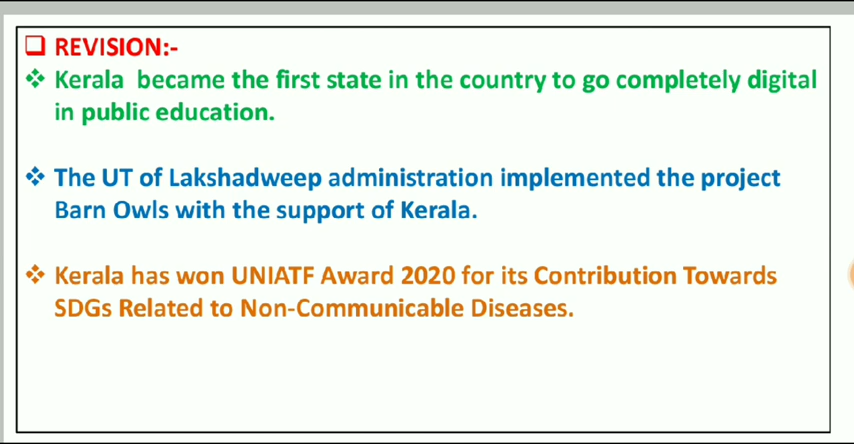 REVISION:-
Kerala became the first state in the country to go completely digital
in public education.
The UT of Lakshadweep administration implemented the project
Barn Owls with the support of Kerala.
Kerala has won UNIATF Award 2020 for its Contribution Towards
SDGs Related to Non-Communicable Diseases.